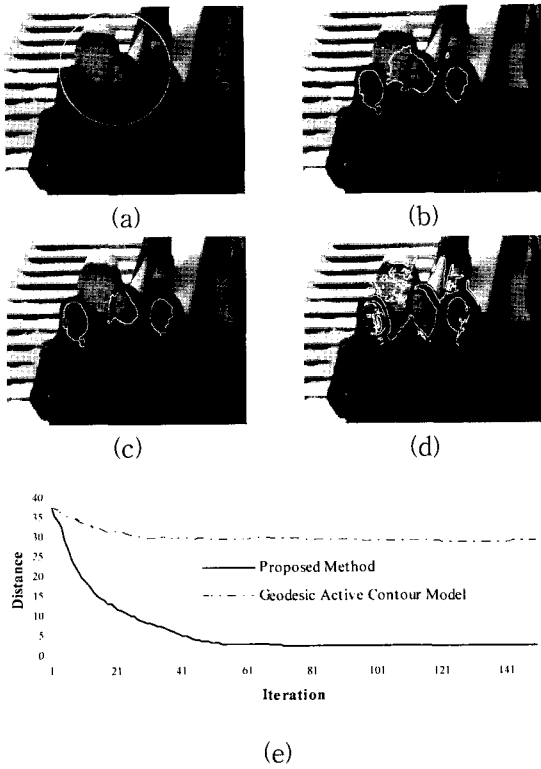 (a)
(b)
(c)
(d)
40
35
30
25
20
15
10
5
0
Distance
Proposed Method
Geodesic Active Contour Model
1 21 41 61 81 101 121 141
Iteration
(e)